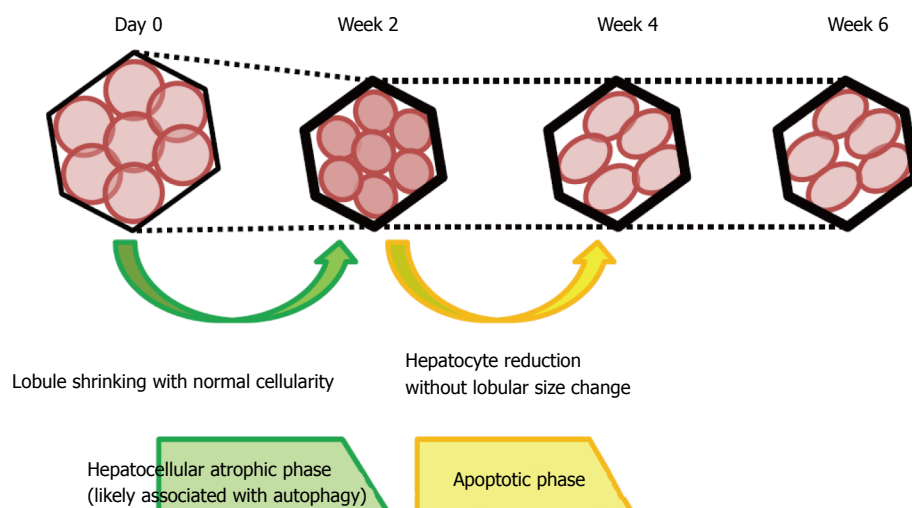 Day 0
Week 2
Week 4
Week 6
Lobule shrinking with normal cellularity
Hepatocyte reduction
without lobular size change
Hepatocellular atrophic phase
(likely associated with autophagy)
Apoptotic phase